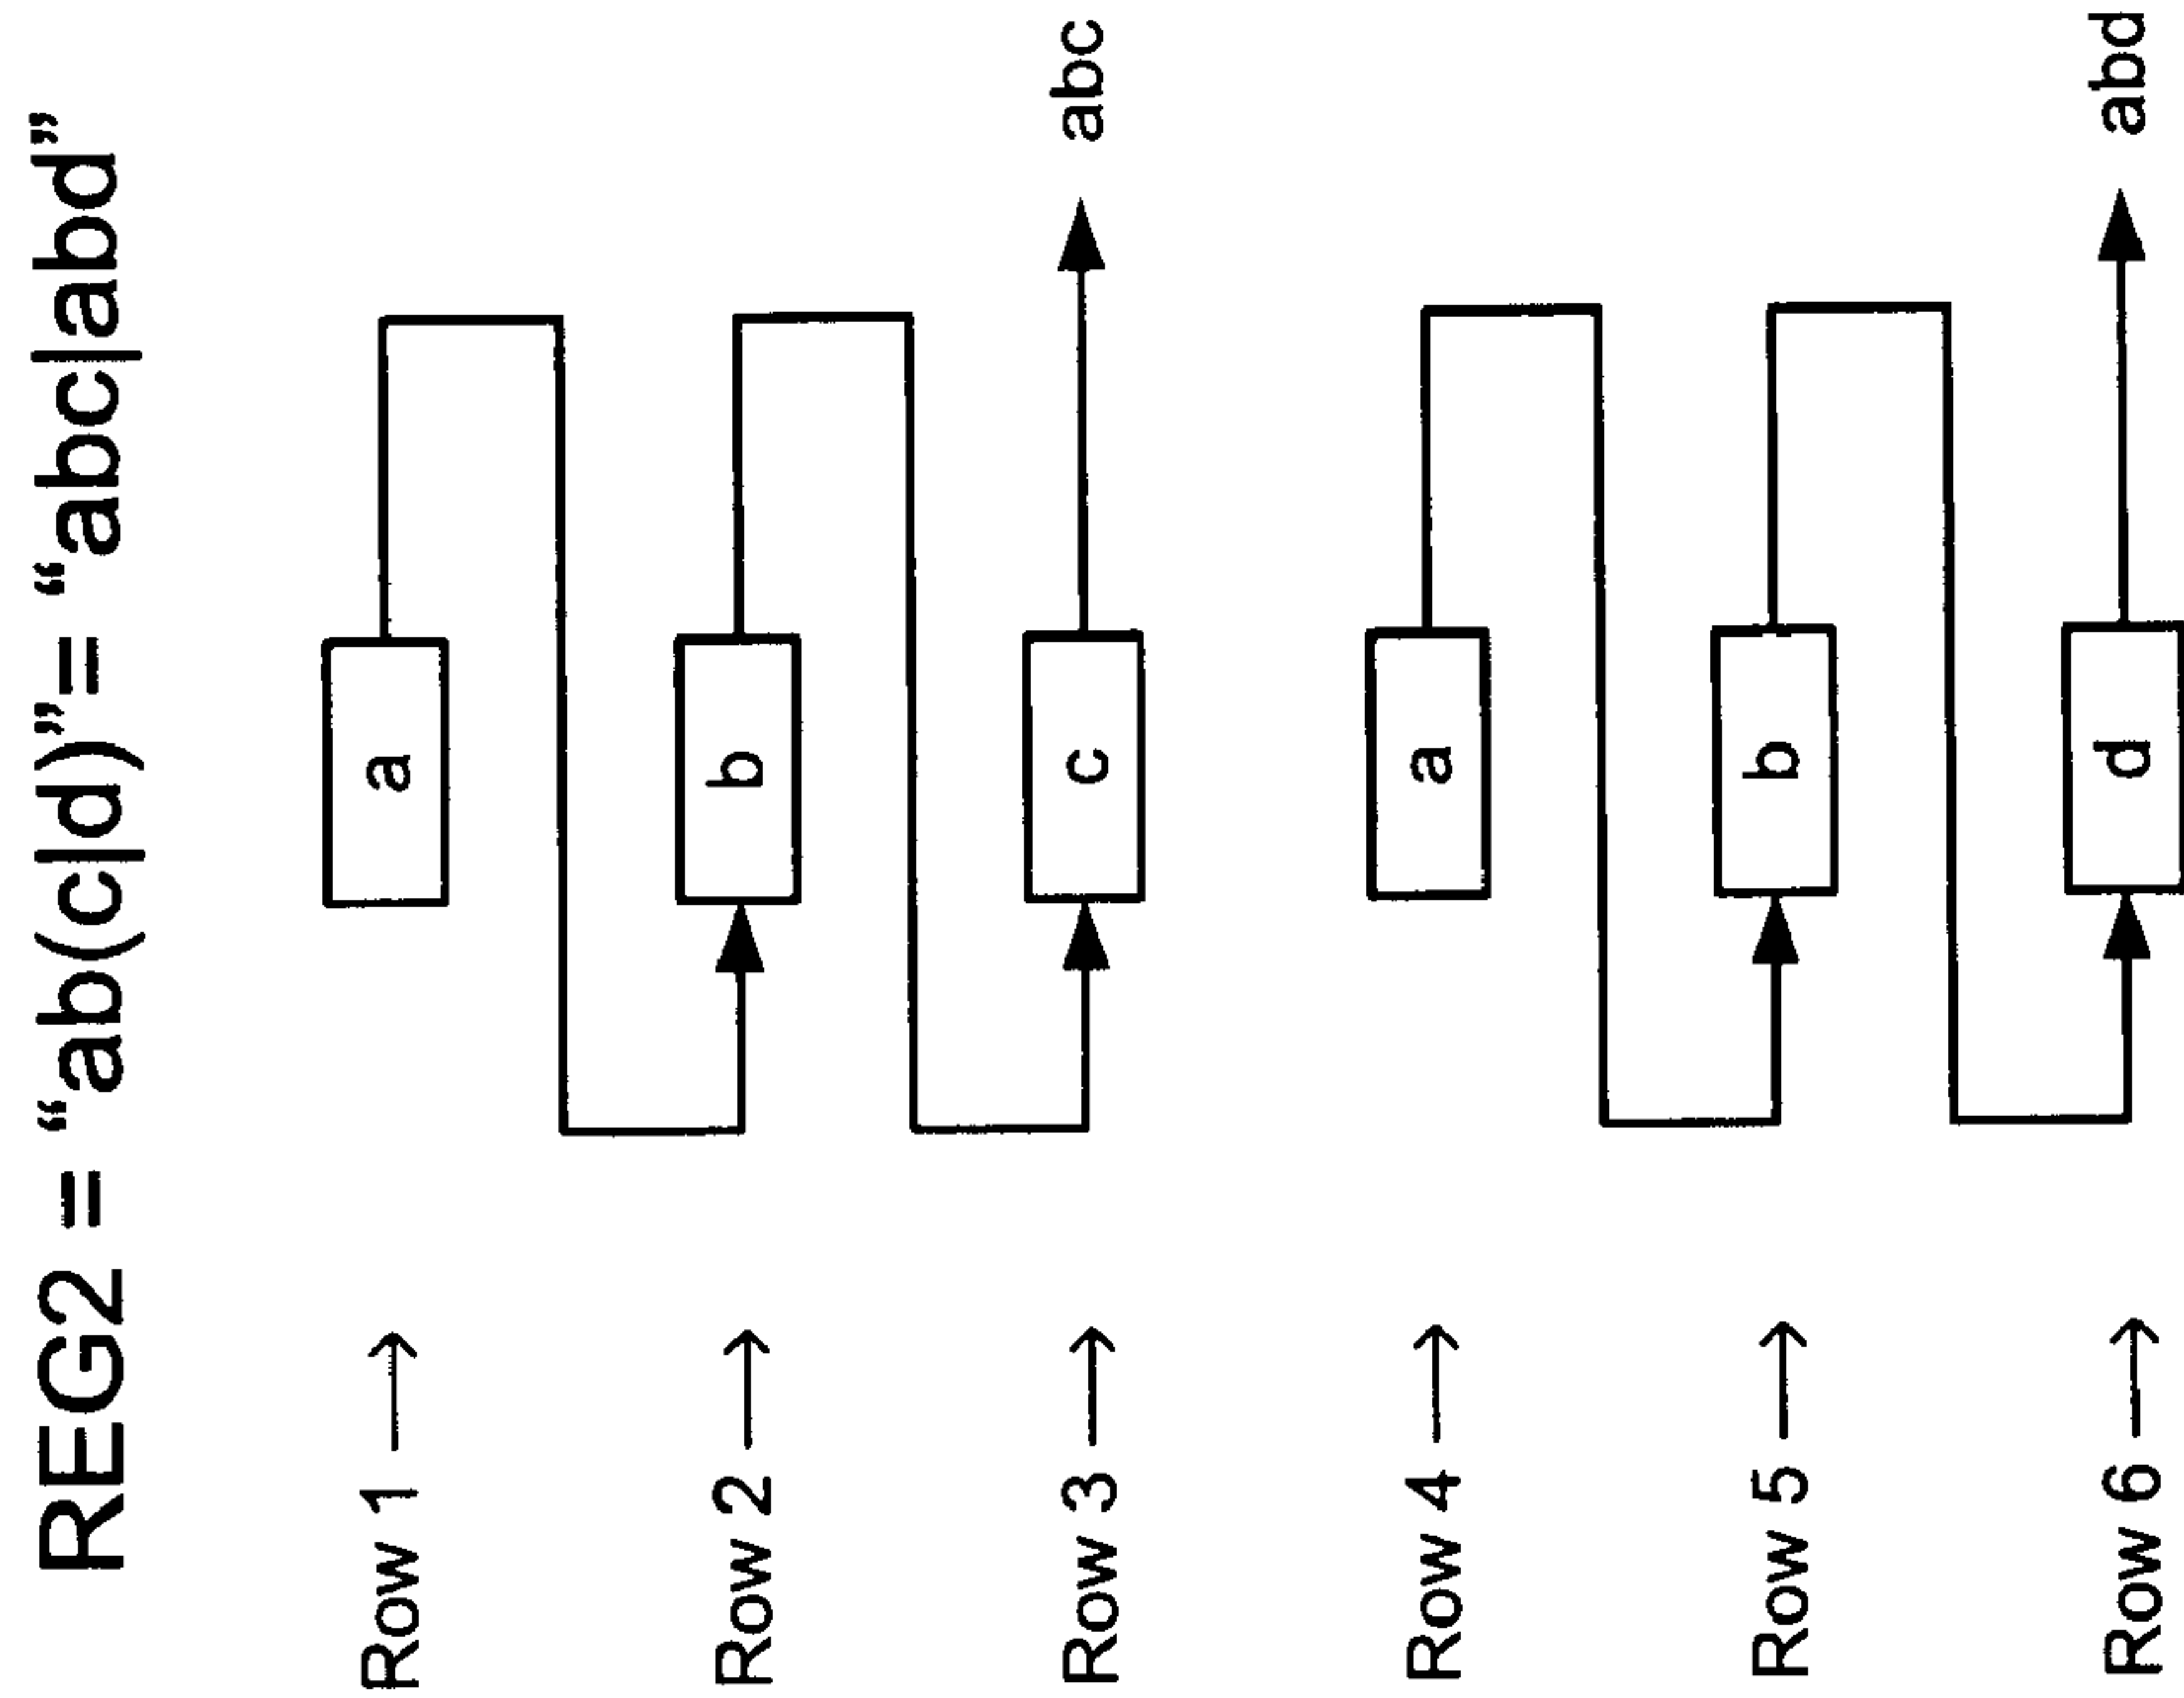 REG2 = “ab(c|d)”= “abc|abd”
Row 1 → a
Row 2 → b
Row 3 → c abc
Row 4 → a
Row 5 → b
Row 6 → d abd